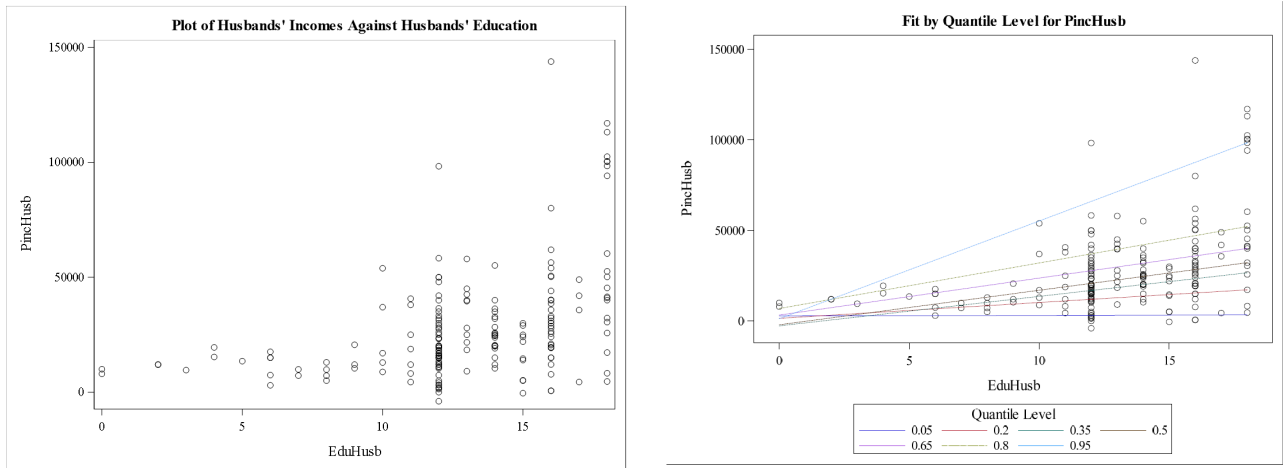 Plot of Husbands' Incomes Against Husbands' Education
150000
100000
50000
0
PincHusb
0 5 10 15
EduHusb
Fit by Quantile Level for PincHusb
150000
100000
50000
0
PincHusb
0 5 10 15
EduHusb
Quantile Level
0.05 0.2 0.35 0.5
0.65 0.8 0.95